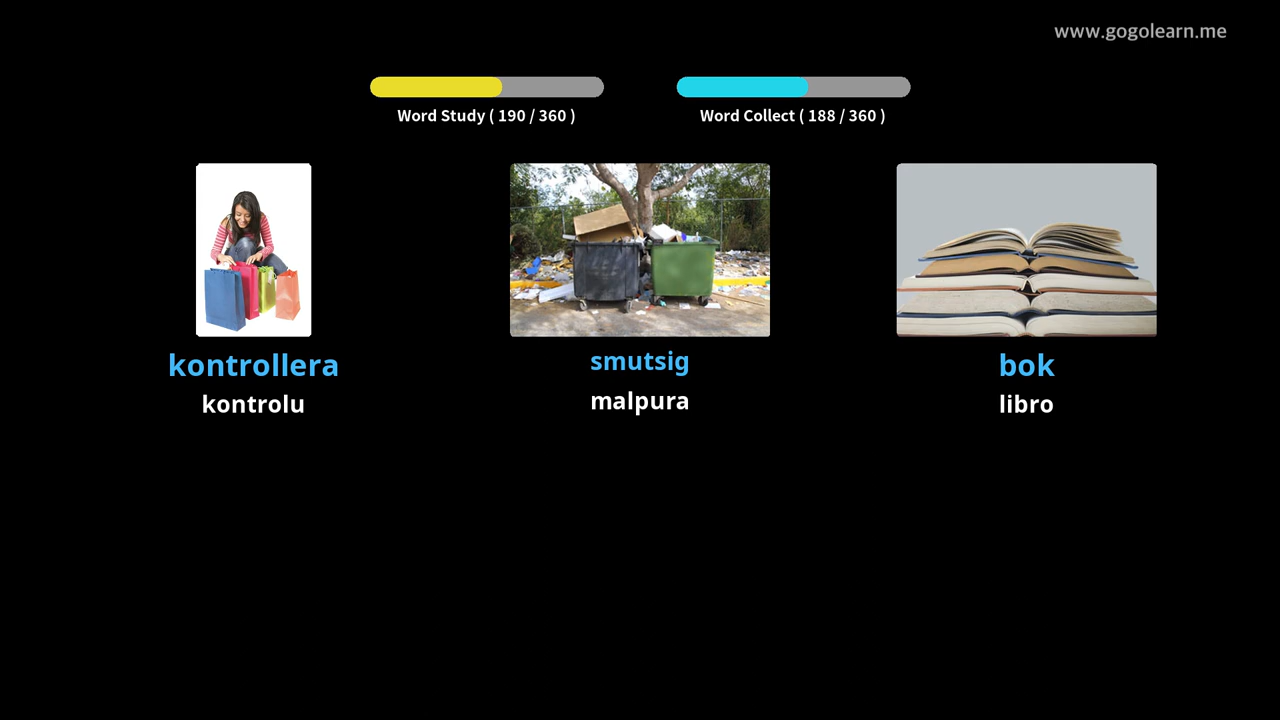 www.gogolearn.me
Word Study ( 190 / 360 )
Word Collect ( 188 / 360 )
kontrollera
kontrolu
smutsig
malpura
bok
libro